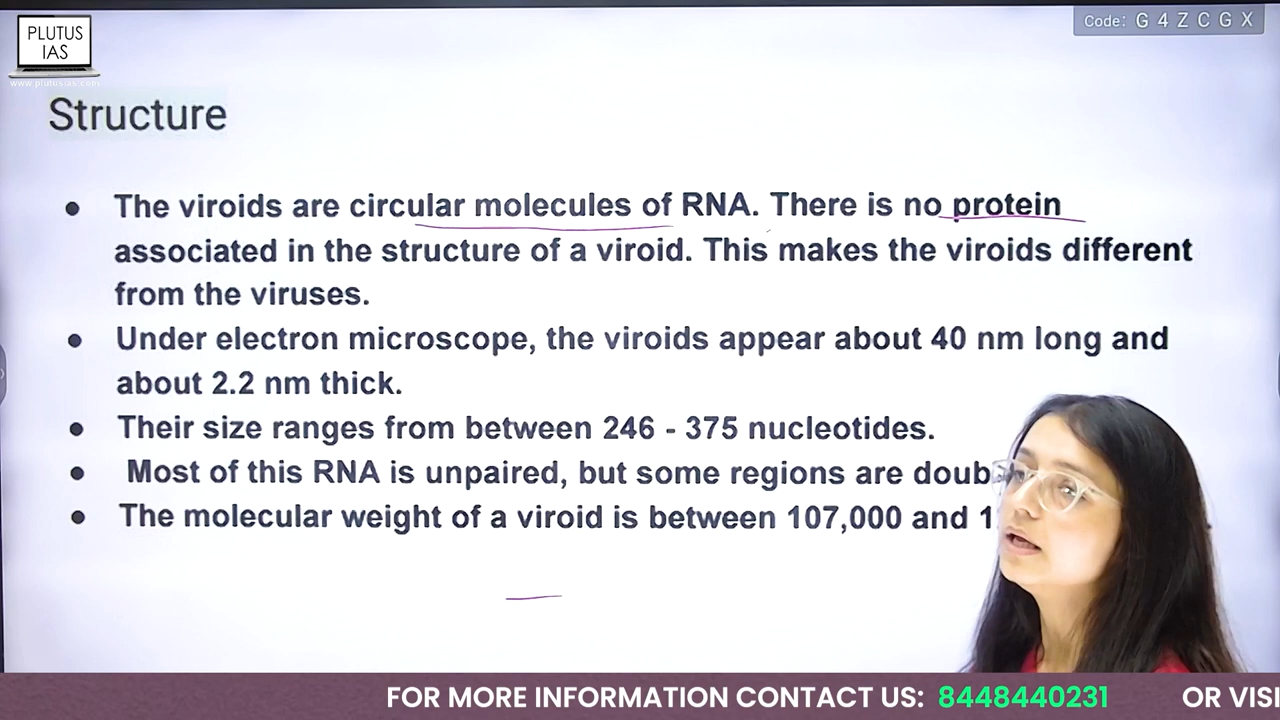 PLUTUS
IAS
www.plutusias.com
Code: G 4 Z C G X
Structure
The viroids are circular molecules of RNA. There is no protein
associated in the structure of a viroid. This makes the viroids different
from the viruses.
Under electron microscope, the viroids appear about 40 nm long and
about 2.2 nm thick.
Their size ranges from between 246 - 375 nucleotides.
Most of this RNA is unpaired, but some regions are
The molecular weight of a viroid is between 107,000 and
FOR MORE INFORMATION CONTACT US: 8448440231 OR